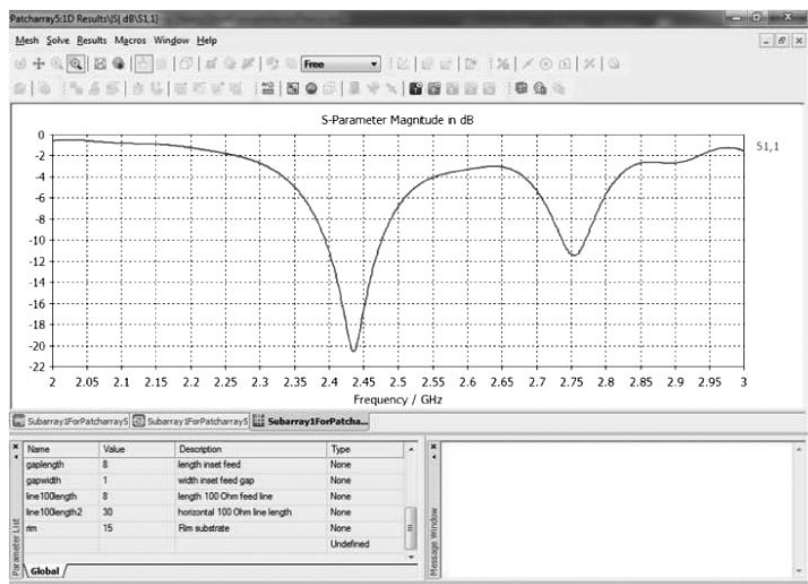 Patcharray5:1D Results\|S| dB\S1,1]
Mesh Solve Results Macros Window Help
Free
S-Parameter Magnitude in dB
0
-2
-4
-6
-8
-10
-12
-14
-16
-18
-20
-22
S1,1
2 2.05 2.1 2.15 2.2 2.25 2.3 2.35 2.4 2.45 2.5 2.55 2.6 2.65 2.7 2.75 2.8 2.85 2.9 2.95 3
Frequency / GHz
Subarray1ForPatcharray5 Subarray1ForPatcharray5 Subarray1ForPatcha...
Name Value Description Type
gaplength 8 length inset feed None
gapwidth 1 width inset feed gap None
line100length 8 length 100 Ohm feed line None
line100length2 30 horizontal 100 Ohm line length None
rim 15 Rim substrate None
Undefined
Global
Parameter List
Message Window